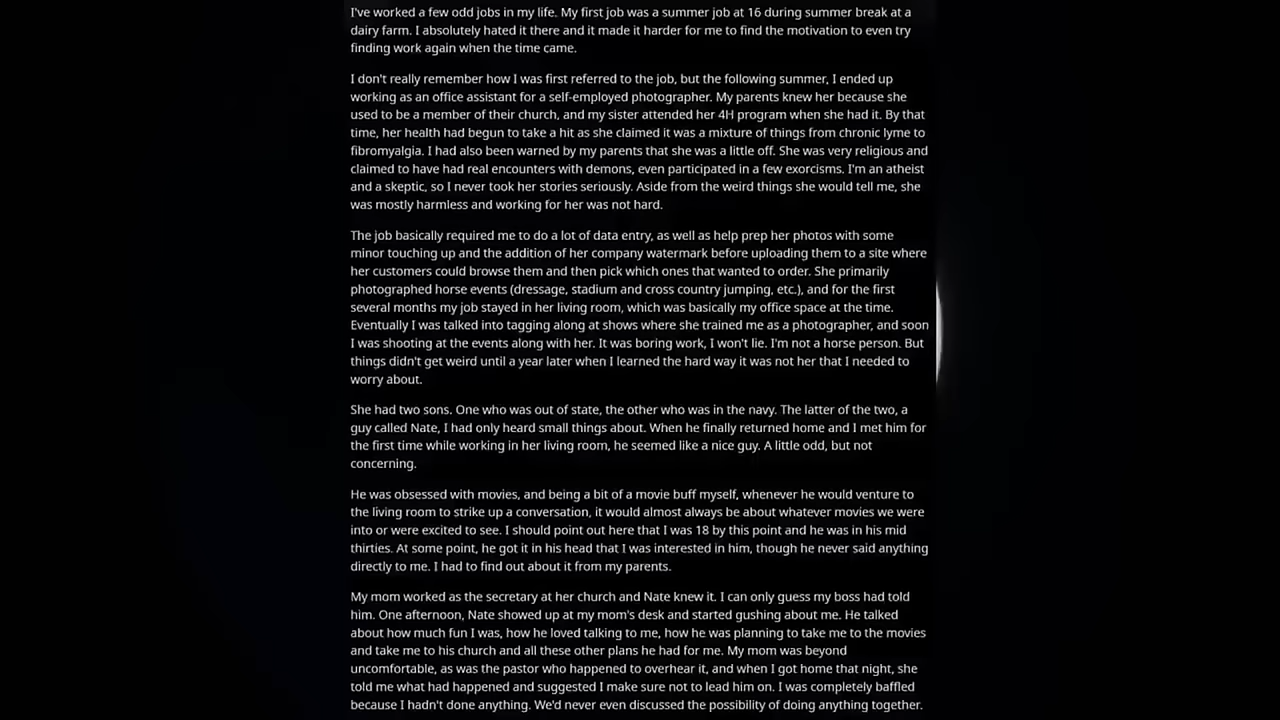 I've worked a few odd jobs in my life. My first job was a summer job at 16 during summer break at a
dairy farm. I absolutely hated it there and it made it harder for me to find the motivation to even try
finding work again when the time came.
I don't really remember how I was first referred to the job, but the following summer, I ended up
working as an office assistant for a self-employed photographer. My parents knew her because she
used to be a member of their church, and my sister attended her 4H program when she had it. By that
time, her health had begun to take a hit as she claimed it was a mixture of things from chronic lyme to
fibromyalgia. I had also been warned by my parents that she was a little off. She was very religious and
claimed to have had real encounters with demons, even participated in a few exorcisms. I'm an atheist
and a skeptic, so I never took her stories seriously. Aside from the weird things she would tell me, she
was mostly harmless and working for her was not hard.
The job basically required me to do a lot of data entry, as well as help prep her photos with some
minor touching up and the addition of her company watermark before uploading them to a site where
her customers could browse them and then pick which ones that wanted to order. She primarily
photographed horse events (dressage, stadium and cross country jumping, etc.), and for the first
several months my job stayed in her living room, which was basically my office space at the time.
Eventually I was talked into tagging along at shows where she trained me as a photographer, and soon
I was shooting at the events along with her. It was boring work, I won't lie. I'm not a horse person. But
things didn't get weird until a year later when I learned the hard way it was not her that I needed to
worry about.
She had two sons. One who was out of state, the other who was in the navy. The latter of the two, a
guy called Nate, I had only heard small things about. When he finally returned home and I met him for
the first time while working in her living room, he seemed like a nice guy. A little odd, but not
concerning.
He was obsessed with movies, and being a bit of a movie buff myself, whenever he would venture to
the living room to strike up a conversation, it would almost always be about whatever movies we were
into or were excited to see. I should point out here that I was 18 by this point and he was in his mid
thirties. At some point, he got it in his head that I was interested in him, though he never said anything
directly to me. I had to find out about it from my parents.
My mom worked as the secretary at her church and Nate knew it. I can only guess my boss had told
him. One afternoon, Nate showed up at my mom's desk and started gushing about me. He talked
about how much fun I was, how he loved talking to me, how he was planning to take me to the movies
and take me to his church and all these other plans he had for me. My mom was beyond
uncomfortable, as was the pastor who happened to overhear it, and when I got home that night, she
told me what had happened and suggested I make sure not to lead him on. I was completely baffled
because I hadn't done anything. We'd never even discussed the possibility of doing anything together.